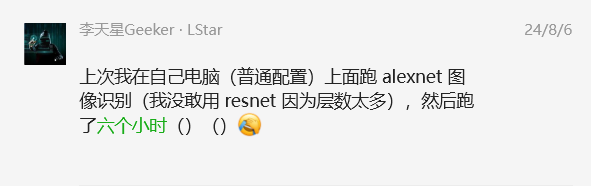 李天星Geeker · LStar
24/8/6
上次我在自己电脑（普通配置）上面跑 alexnet 图
像识别（我没敢用 resnet 因为层数太多），然后跑
了六个小时（）（）